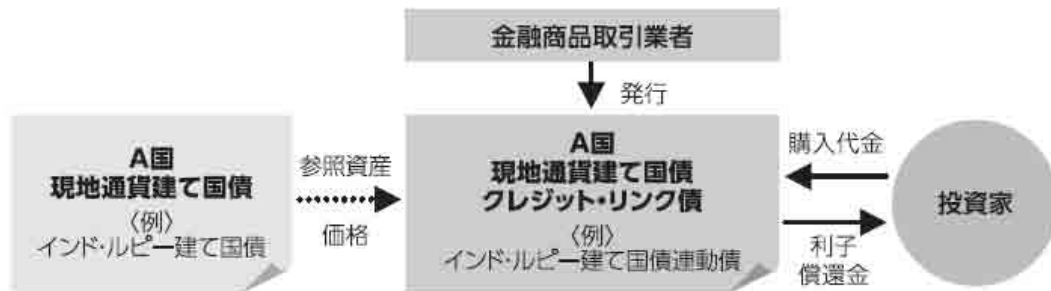 金融商品取引業者
発行
A国
現地通貨建て国債
〈例〉
インド・ルピー建て国債
参照資産
価格
A国
現地通貨建て国債
クレジット・リンク債
〈例〉
インド・ルピー建て国債連動債
購入代金
利子
償還金
投資家